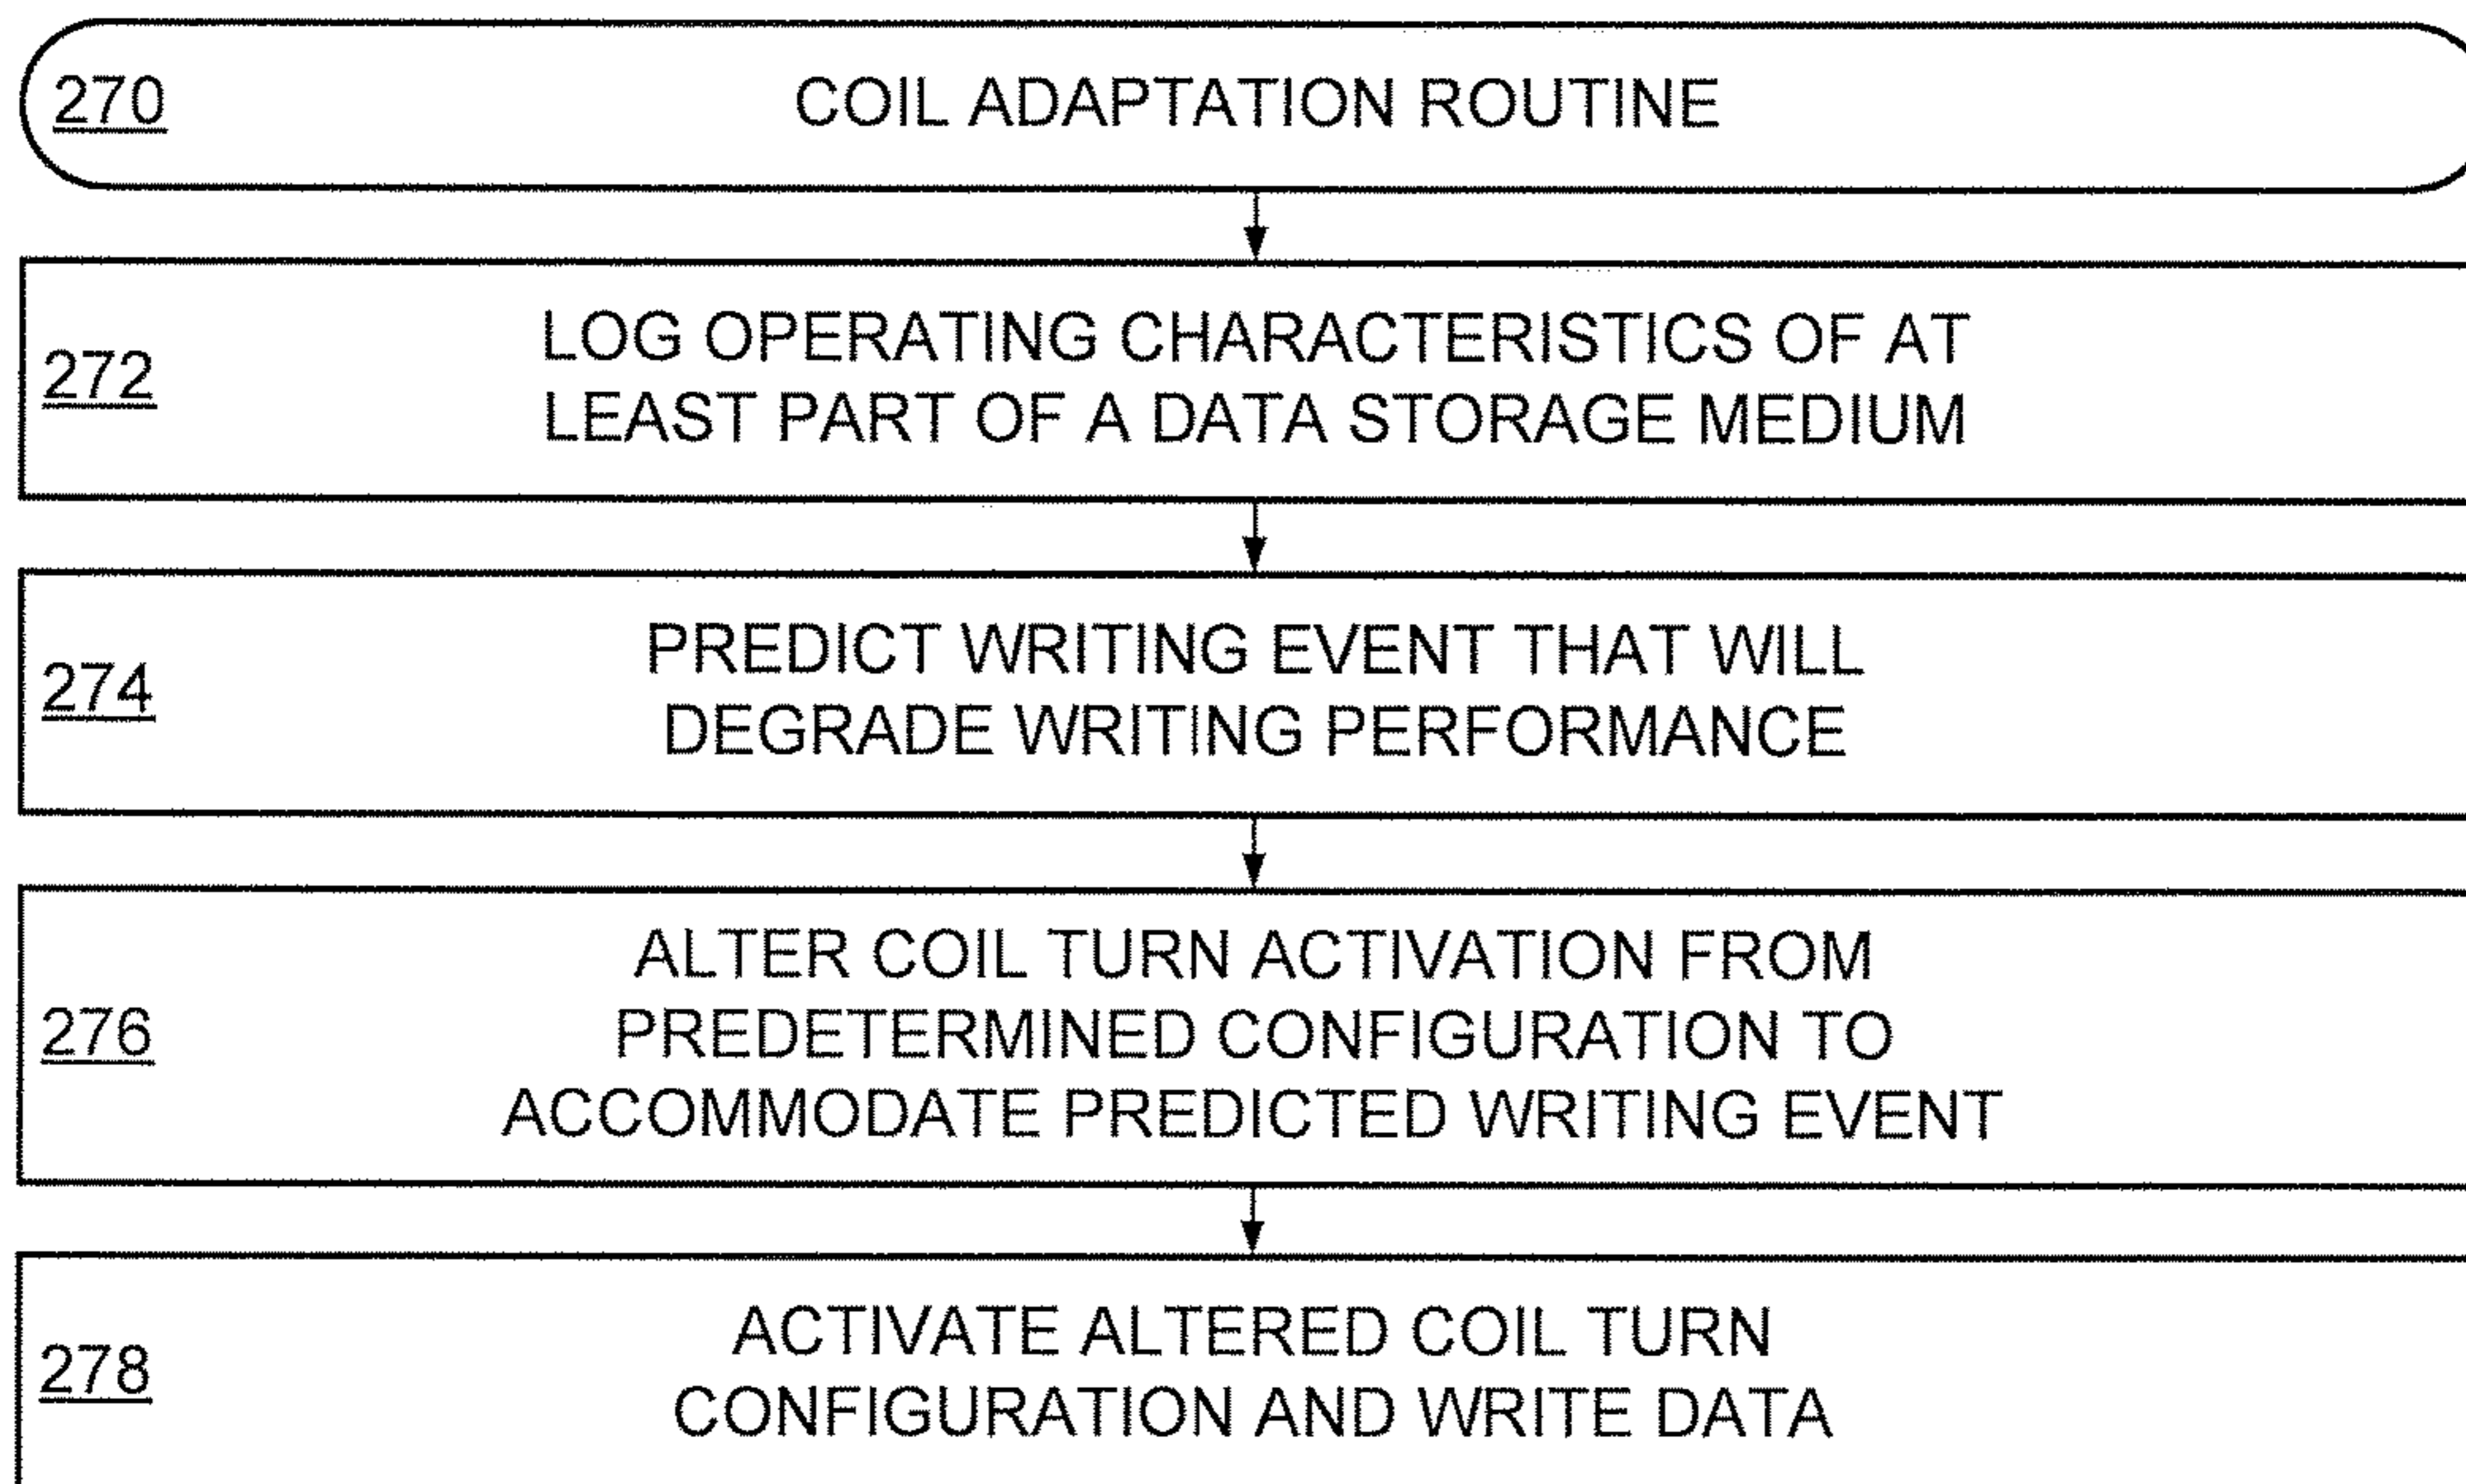 270 COIL ADAPTATION ROUTINE
LOG OPERATING CHARACTERISTICS OF AT
272
LEAST PART OF A DATA STORAGE MEDIUM
PREDICT WRITING EVENT THAT WILL
274
DEGRADE WRITING PERFORMANCE
ALTER COIL TURN ACTIVATION FROM
276 PREDETERMINED CONFIGURATION TO
ACCOMMODATE PREDICTED WRITING EVENT
ACTIVATE ALTERED COIL TURN
278
CONFIGURATION AND WRITE DATA